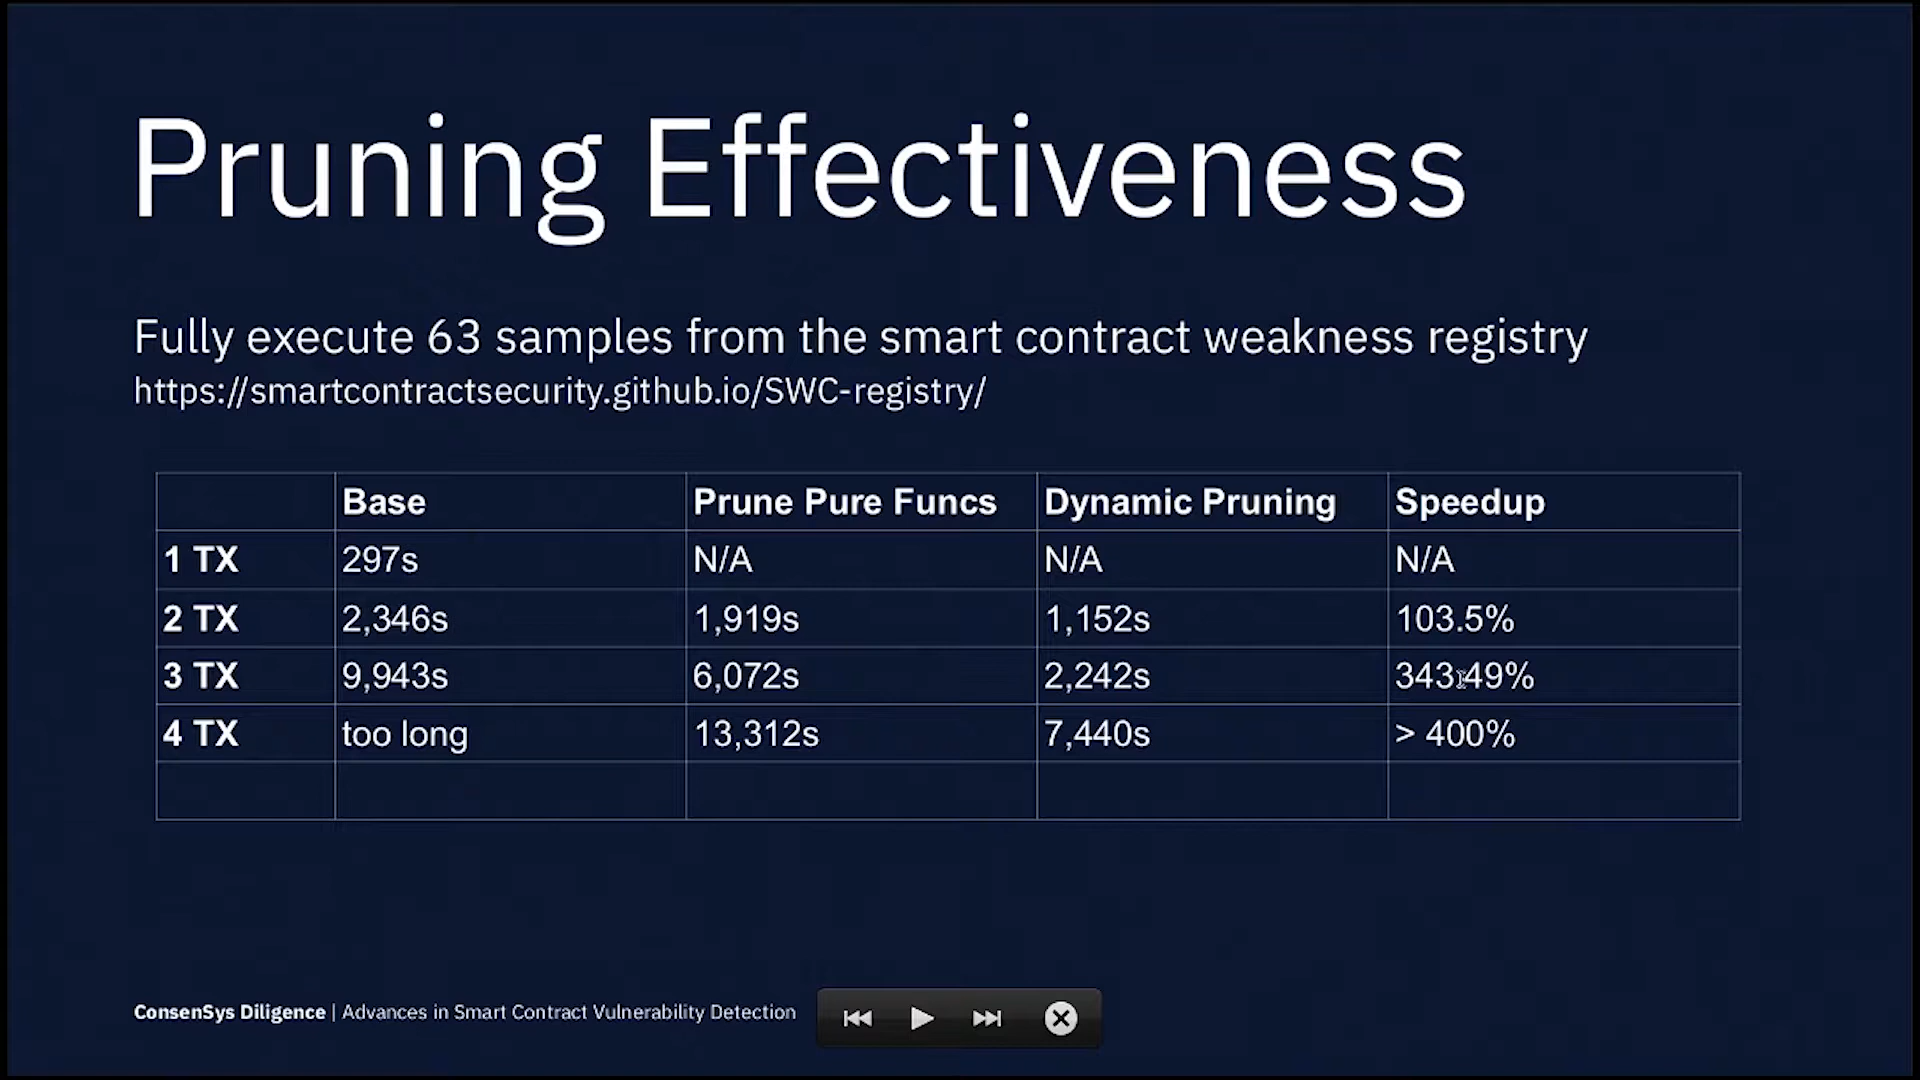 Pruning Effectiveness
Fully execute 63 samples from the smart contract weakness registry
https://smartcontractsecurity.github.io/SWC-registry/
Base Prune Pure Funcs Dynamic Pruning Speedup
1 TX 297s N/A N/A N/A
2 TX 2,346s 1,919s 1,152s 103.5%
3 TX 9,943s 6,072s 2,242s 343.49%
4 TX too long 13,312s 7,440s > 400%
ConsenSys Diligence | Advances in Smart Contract Vulnerability Detection